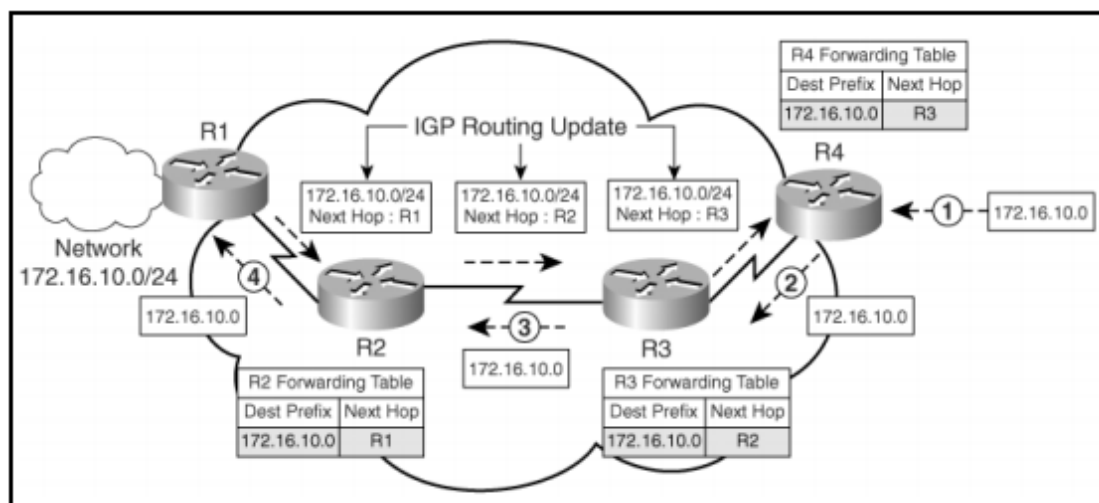 R4 Forwarding Table
Dest Prefix Next Hop
172.16.10.0 R3
R1
IGP Routing Update
R4
172.16.10.0/24
Next Hop : R1
172.16.10.0/24
Next Hop : R2
172.16.10.0/24
Next Hop : R3
1
172.16.10.0
Network
172.16.10.0/24
4
2
172.16.10.0
R2
3
R3
172.16.10.0
172.16.10.0
R2 Forwarding Table
Dest Prefix Next Hop
172.16.10.0 R1
R3 Forwarding Table
Dest Prefix Next Hop
172.16.10.0 R2